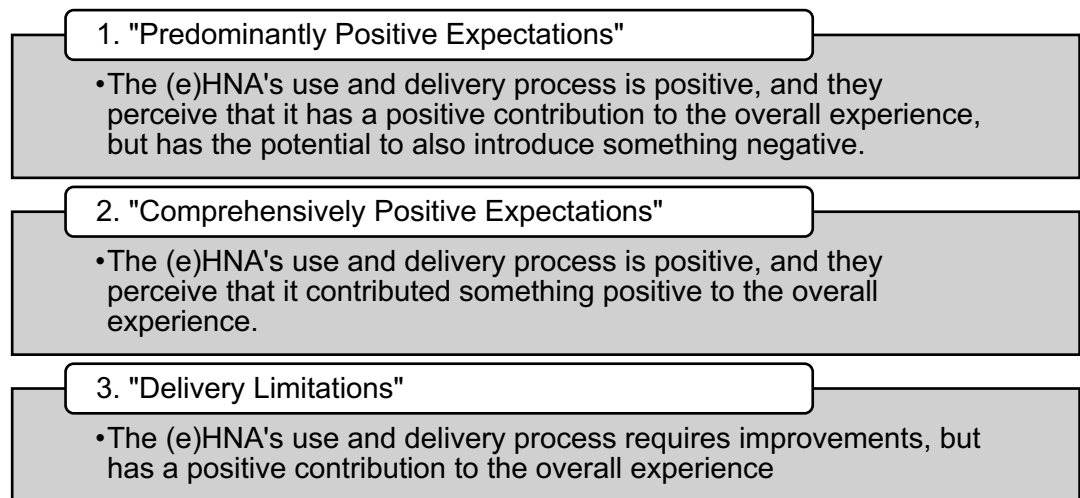 1. "Predominantly Positive Expectations"
•The (e)HNA's use and delivery process is positive, and they
perceive that it has a positive contribution to the overall experience,
but has the potential to also introduce something negative.
2. "Comprehensively Positive Expectations"
•The (e)HNA's use and delivery process is positive, and they
perceive that it contributed something positive to the overall
experience.
3. "Delivery Limitations"
•The (e)HNA's use and delivery process requires improvements, but
has a positive contribution to the overall experience